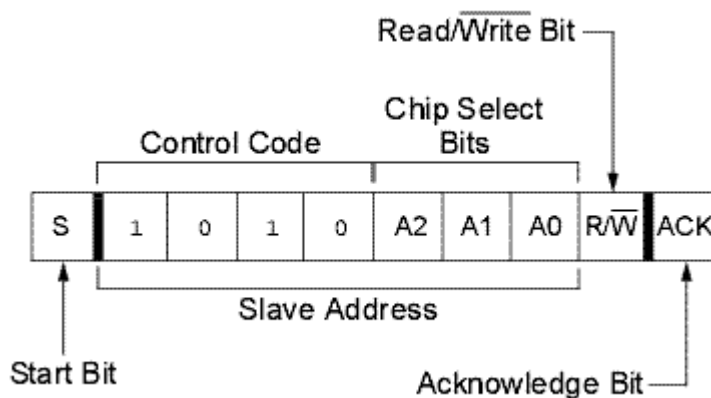 Read/Write Bit
Chip Select
Bits
Control Code
S 1 0 1 0 A2 A1 A0 R/W ACK
Slave Address
Start Bit
Acknowledge Bit